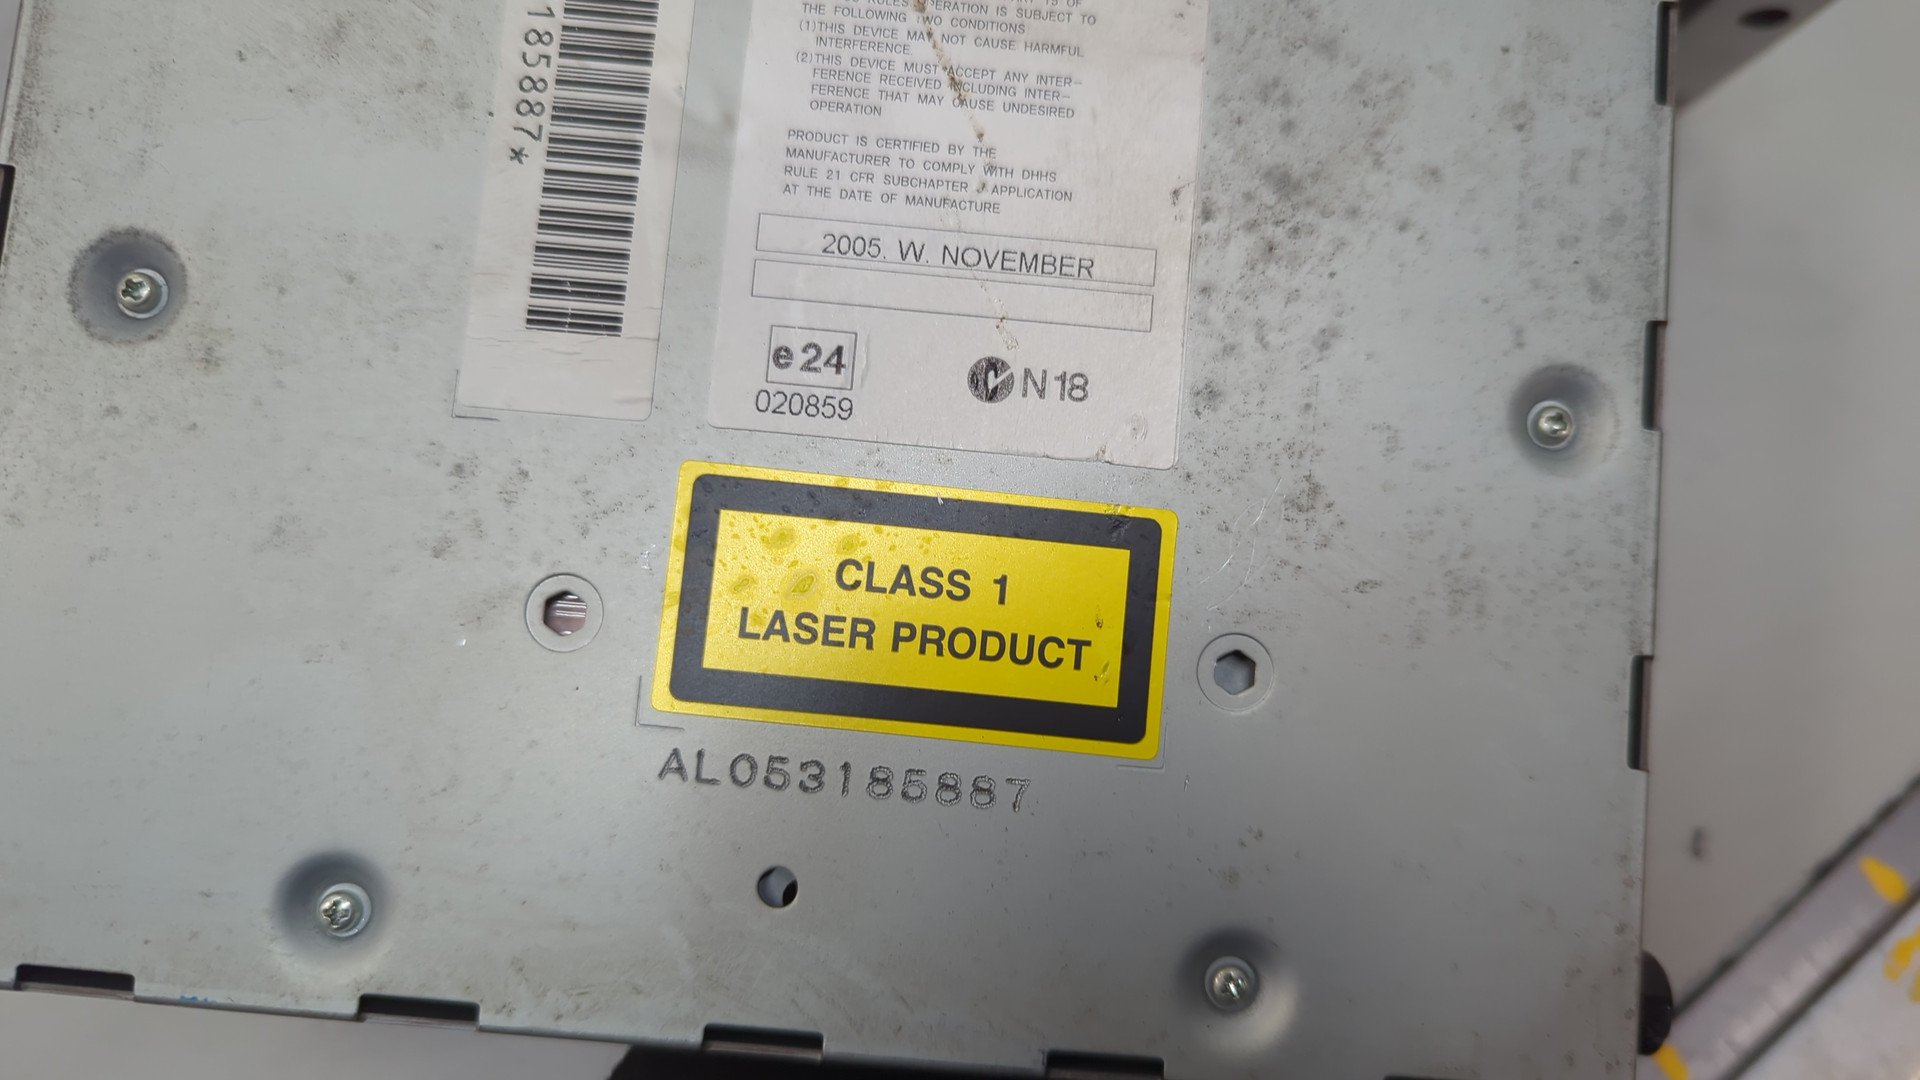 185887*
THE FOLLOWING TWO CONDITIONS
(1)THIS DEVICE MAY NOT CAUSE HARMFUL
INTERFERENCE.
(2)THIS DEVICE MUST ACCEPT ANY INTER-
FERENCE RECEIVED INCLUDING INTER-
FERENCE THAT MAY CAUSE UNDESIRED
OPERATION
PRODUCT IS CERTIFIED BY THE
MANUFACTURER TO COMPLY WITH DHHS
RULE 21 CFR SUBCHAPTER J APPLICATION
AT THE DATE OF MANUFACTURE
2005. W. NOVEMBER
e24
020859
N18
CLASS 1
LASER PRODUCT
AL053185887